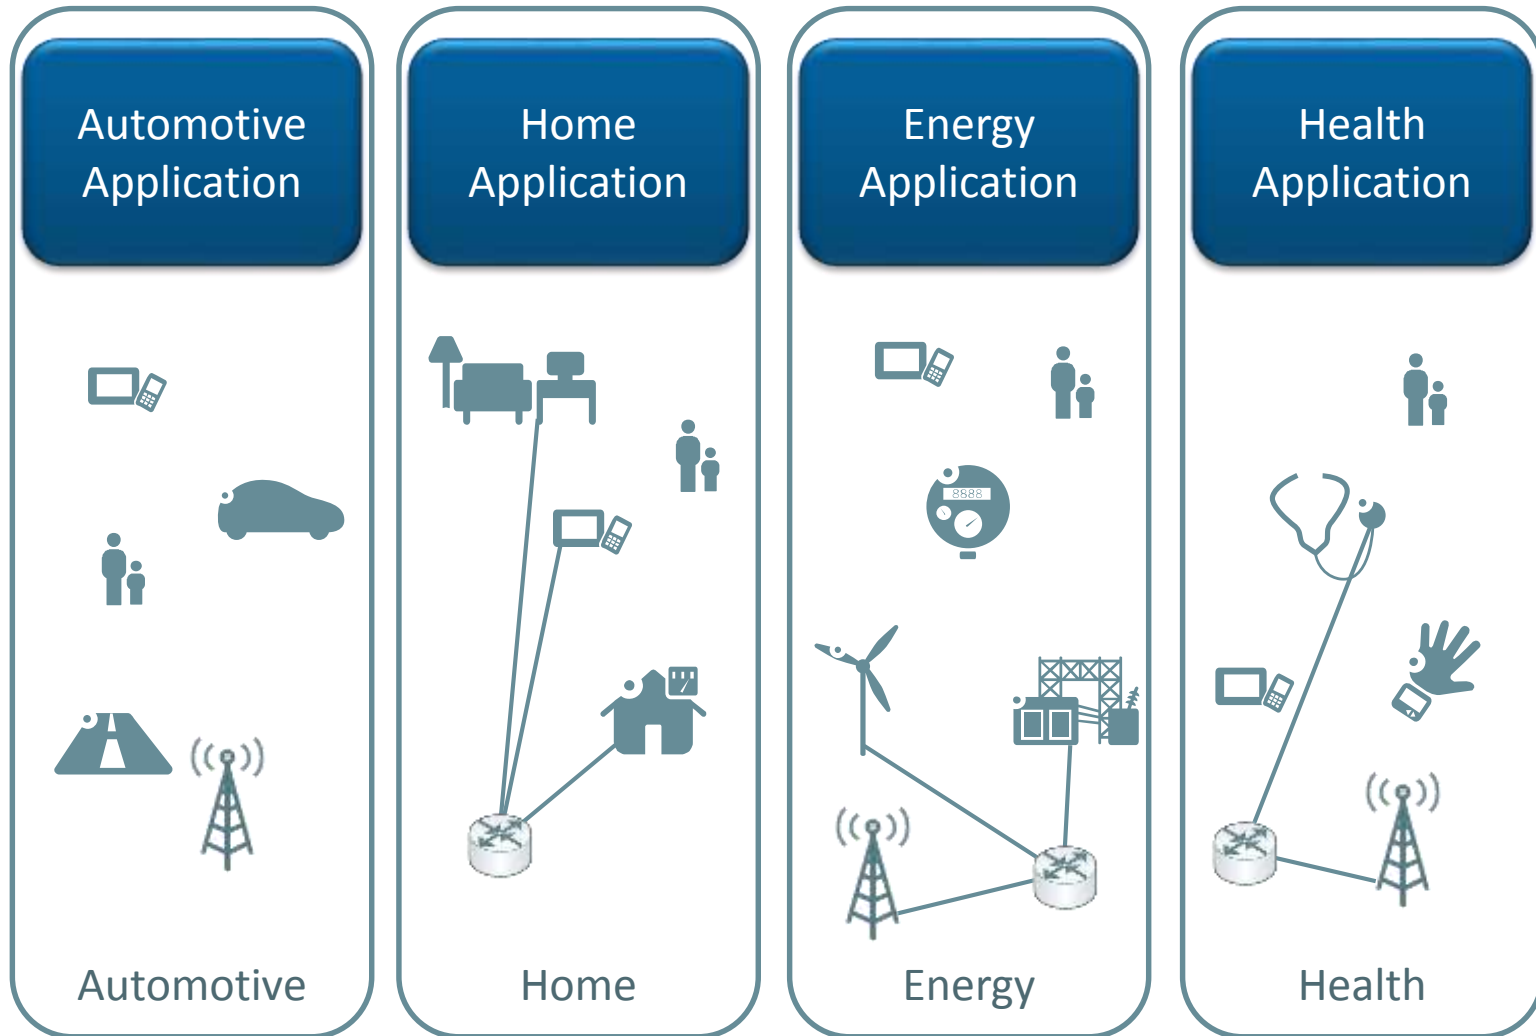 Automotive
Application
Home
Application
Energy
Application
Health
Application
8888
Automotive
Home
Energy
Health